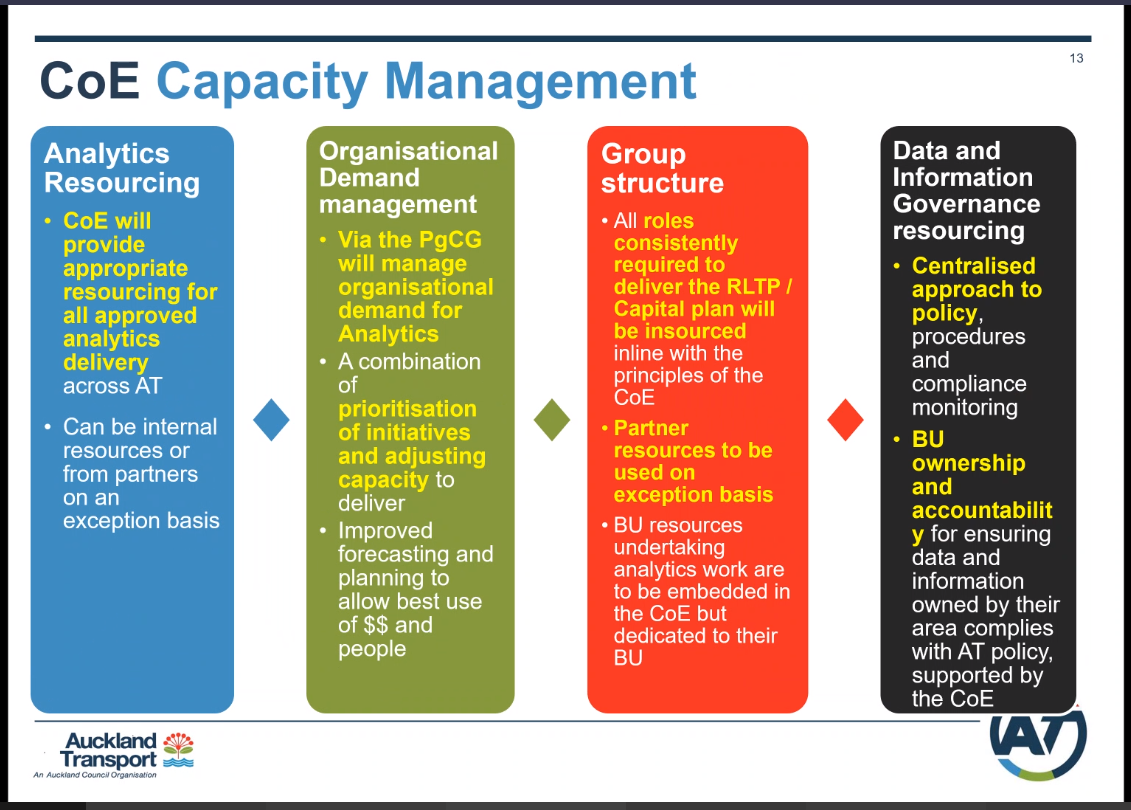 13
CoE Capacity Management
Analytics
Resourcing
• CoE will
provide
appropriate
resourcing for
all approved
analytics
delivery
across AT
• Can be internal
resources or
from partners
on an
exception basis
Organisational
Demand
management
• Via the PgCG
will manage
organisational
demand for
Analytics
• A combination
of
prioritisation
of initiatives
and adjusting
capacity to
deliver
• Improved
forecasting and
planning to
allow best use
of $$ and
people
Group
structure
• All roles
consistently
required to
deliver the RLTP /
Capital plan will
be insourced
inline with the
principles of the
CoE
• Partner
resources to be
used on
exception basis
• BU resources
undertaking
analytics work are
to be embedded in
the CoE but
dedicated to their
BU
Data and
Information
Governance
resourcing
• Centralised
approach to
policy,
procedures
and
compliance
monitoring
• BU
ownership
and
accountabilit
y for ensuring
data and
information
owned by their
area complies
with AT policy,
supported by
the CoE
Auckland
Transport
An Auckland Council Organisation
AT